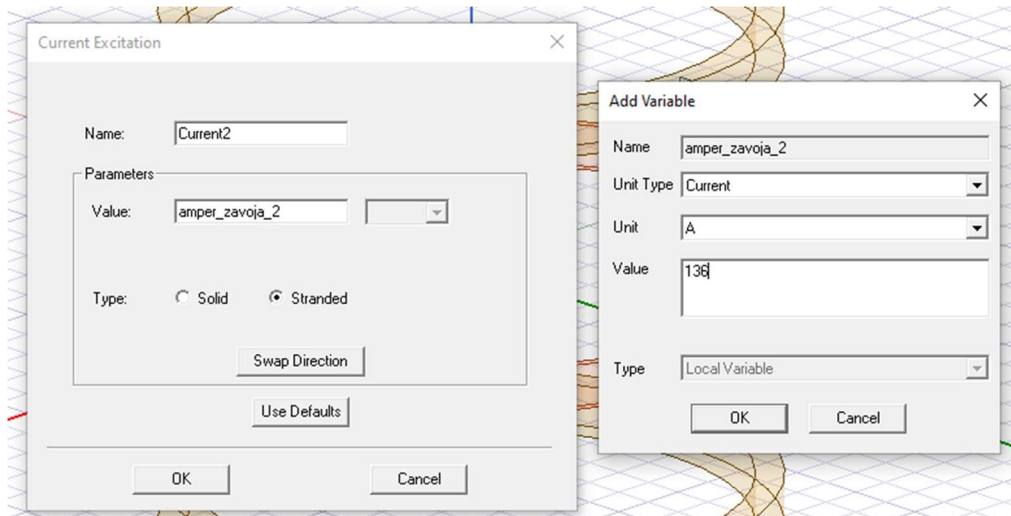 Current Excitation
Name: Current2
Parameters
Value: amper_zavoja_2
Type: Solid Stranded
Swap Direction
Use Defaults
OK Cancel
Add Variable
Name amper_zavoja_2
Unit Type Current
Unit A
Value 136
Type Local Variable
OK Cancel